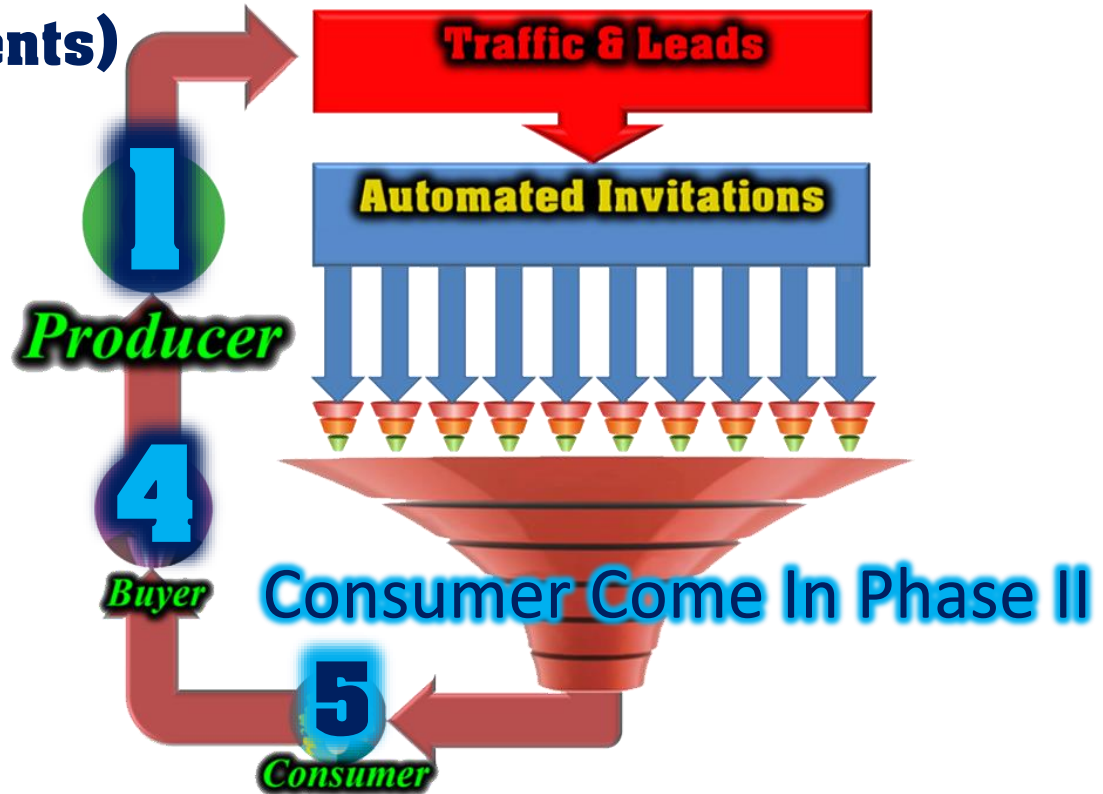 ents)
Traffic & Leads
Automated Invitations
1
Producer
4
Buyer
Consumer Come In Phase II
5
Consumer